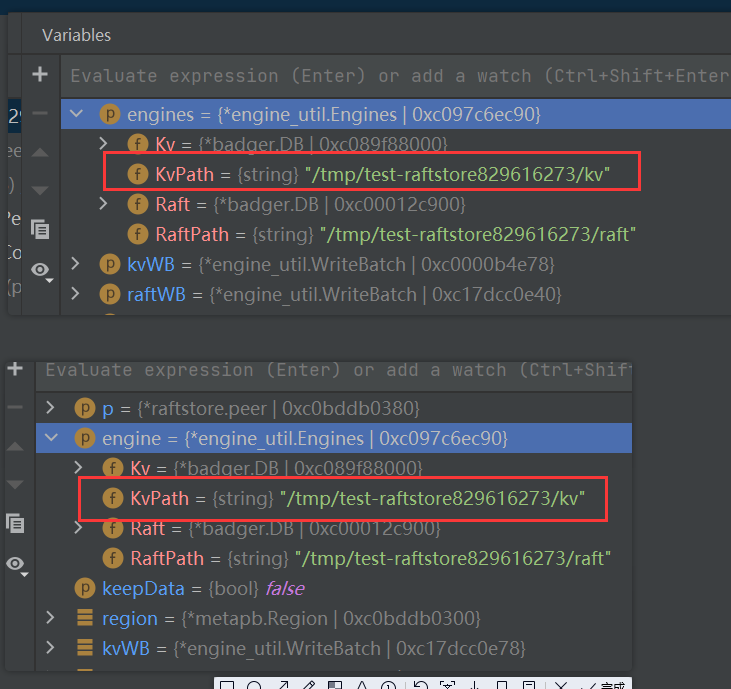 Variables
Evaluate expression (Enter) or add a watch (Ctrl+Shift+Enter
engines = {*engine_util.Engines | 0xc097c6ec90}
Kv = {*badger.DB | 0xc089f88000}
KvPath = {string} "/tmp/test-raftstore829616273/kv"
Raft = {*badger.DB | 0xc00012c900}
RaftPath = {string} "/tmp/test-raftstore829616273/raft"
kvWB = {*engine_util.WriteBatch | 0xc0000b4e78}
raftWB = {*engine_util.WriteBatch | 0xc17dcc0e40}
Evaluate expression (Enter) or add a watch (Ctrl+Shift
p = {*raftstore.peer | 0xc0bddb0380}
engine = {*engine_util.Engines | 0xc097c6ec90}
Kv = {*badger.DB | 0xc089f88000}
KvPath = {string} "/tmp/test-raftstore829616273/kv"
Raft = {*badger.DB | 0xc00012c900}
RaftPath = {string} "/tmp/test-raftstore829616273/raft"
keepData = {bool} false
region = {*metapb.Region | 0xc0bddb0300}
kvWB = {*engine_util.WriteBatch | 0xc17dcc0e78}
完成